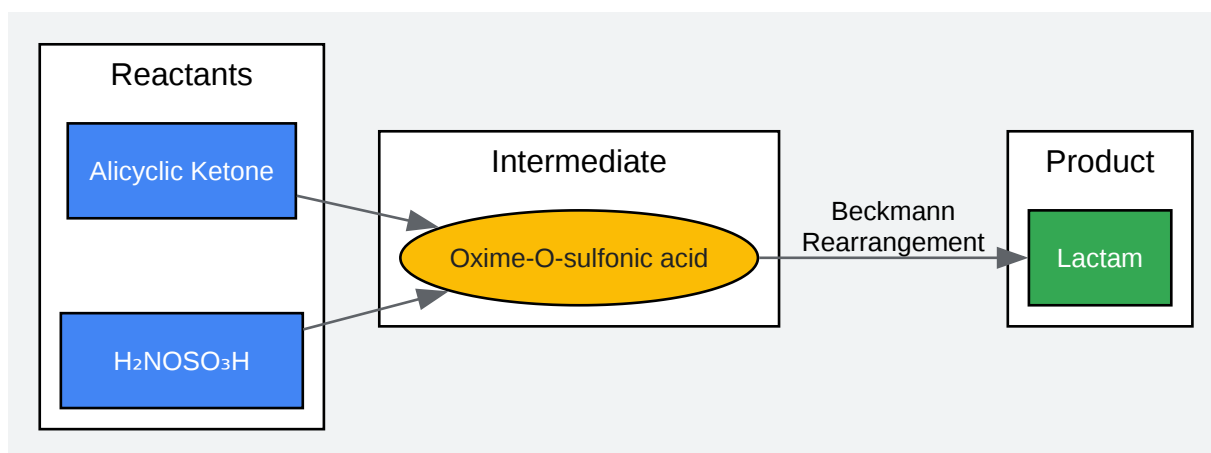 Reactants
Alicyclic Ketone
H₂NOSO₃H
Intermediate
Oxime-O-sulfonic acid
Beckmann
Rearrangement
Product
Lactam